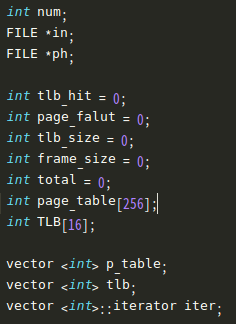 int num;
FILE *in;
FILE *ph;
int tlb_hit = 0;
int page_falut = 0;
int tlb_size = 0;
int frame_size = 0;
int total = 0;
int page_table[256];
int TLB[16];
vector <int> p_table;
vector <int> tlb;
vector <int>::iterator iter;